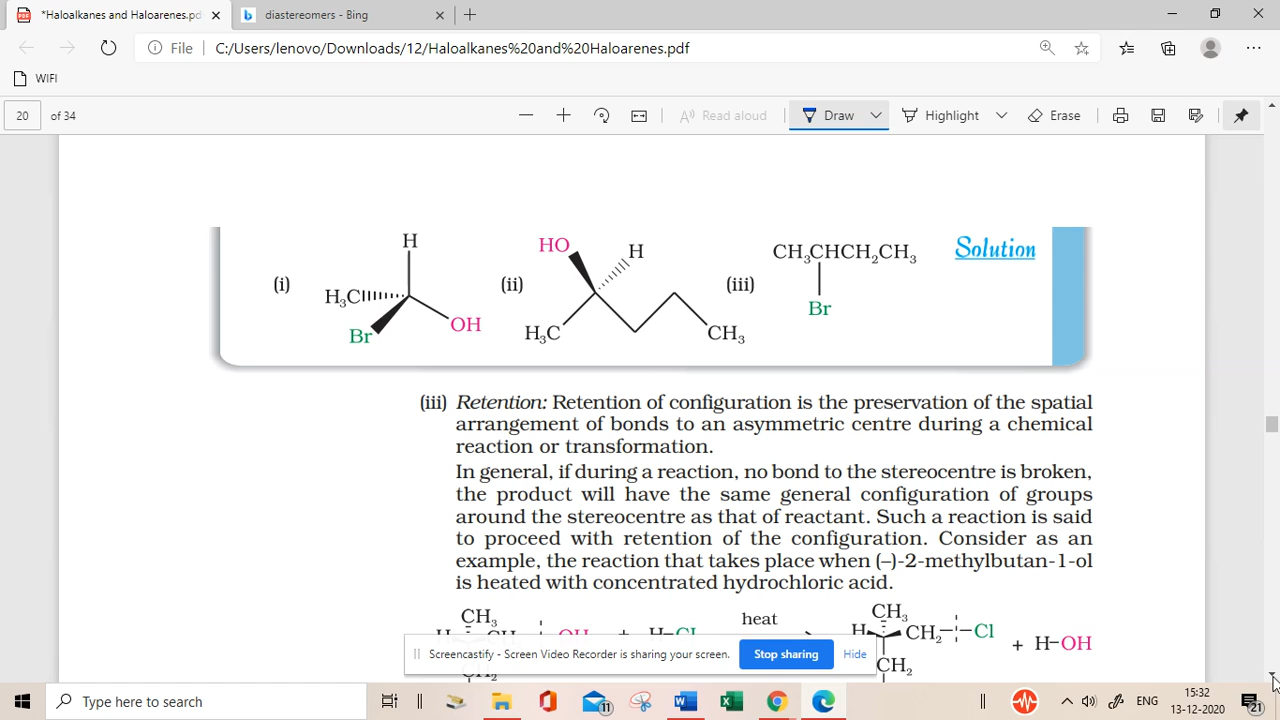 *Haloalkanes and Haloarenes.pd
diastereomers - Bing
File C:/Users/lenovo/Downloads/12/Haloalkanes%20and%20Haloarenes.pdf
WIFI
20 of 34
Read aloud
Draw
Highlight
Erase
(i)
H
H₃C
Br
OH
(ii)
HO
H
H₃C
CH₃
(iii)
CH₃CHCH₂CH₃
Br
Solution
(iii) Retention: Retention of configuration is the preservation of the spatial
arrangement of bonds to an asymmetric centre during a chemical
reaction or transformation.
In general, if during a reaction, no bond to the stereocentre is broken,
the product will have the same general configuration of groups
around the stereocentre as that of reactant. Such a reaction is said
to proceed with retention of the configuration. Consider as an
example, the reaction that takes place when (–)-2-methylbutan-1-ol
is heated with concentrated hydrochloric acid.
CH₃
heat
CH₃
H CH₂ Cl + H–OH
CH₂
Screencastify - Screen Video Recorder is sharing your screen.
Stop sharing
Hide
Type here to search
11
ENG
15:32
13-12-2020
21